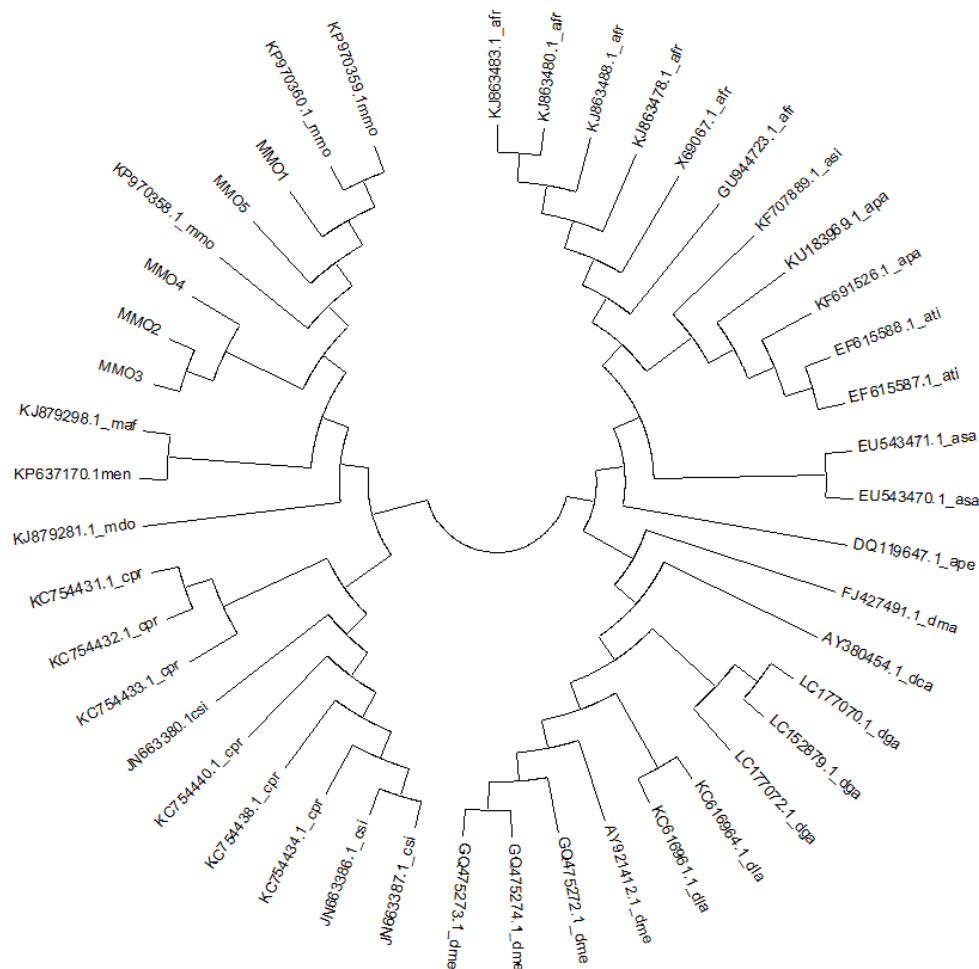 KJ863483.1_afr
KJ863480.1_afr
KJ863488.1_afr
KJ863478.1_afr
X69067.1_afr
GU944723.1_afr
KF707889.1_asi
KU183969.1_apa
KF691526.1_apa
EF615588.1_ati
EF615587.1_ati
EU543471.1_asa
EU543470.1_asa
DQ119647.1_ape
FJ427491.1_dma
AY380454.1_dca
LC177070.1_dga
LC152879.1_dga
LC177072.1_dga
KC616964.1_dla
KC616961.1_dla
AY921412.1_dme
GQ475272.1_dme
GQ475274.1_dme
GQ475273.1_dme
JN663387.1_csi
JN663386.1_csi
KC754434.1_cpr
KC754438.1_cpr
KC754440.1_cpr
JN663380.1csi
KC754433.1_cpr
KC754432.1_cpr
KC754431.1_cpr
KJ879281.1_mdo
KP637170.1men
KJ879298.1_maf
MMO3
MMO2
MMO4
KP970358.1_mmo
MMO5
MMO1
KP970360.1_mmo
KP970359.1mmo